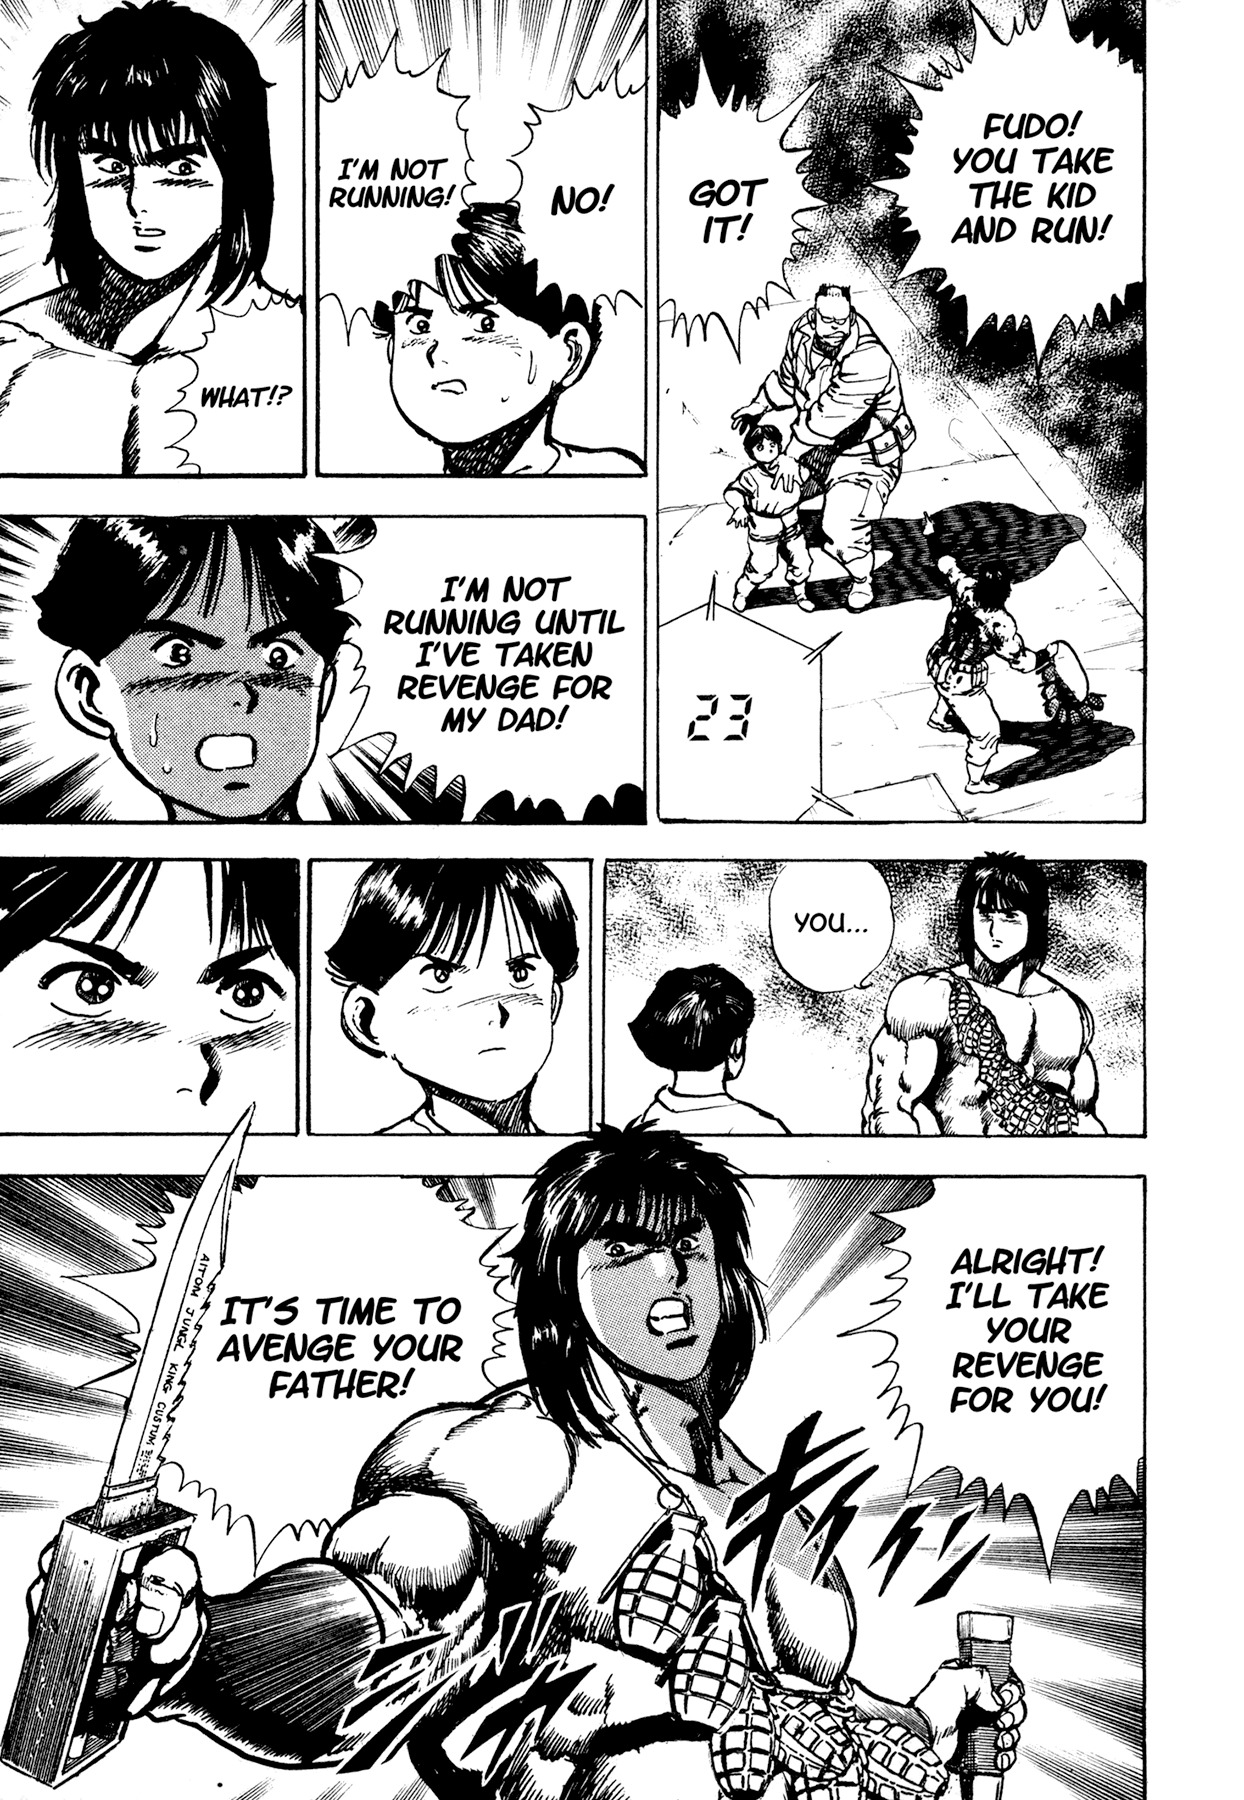 FUDO!
YOU TAKE
THE KID
AND RUN!
GOT
IT!
23
NO!
I'M NOT
RUNNING!
WHAT!?
I'M NOT
RUNNING UNTIL
I'VE TAKEN
REVENGE FOR
MY DAD!
YOU...
ALRIGHT!
I'LL TAKE
YOUR
REVENGE
FOR YOU!
IT'S TIME TO
AVENGE YOUR
FATHER!
AITOM JUNGL KING CUSTUM